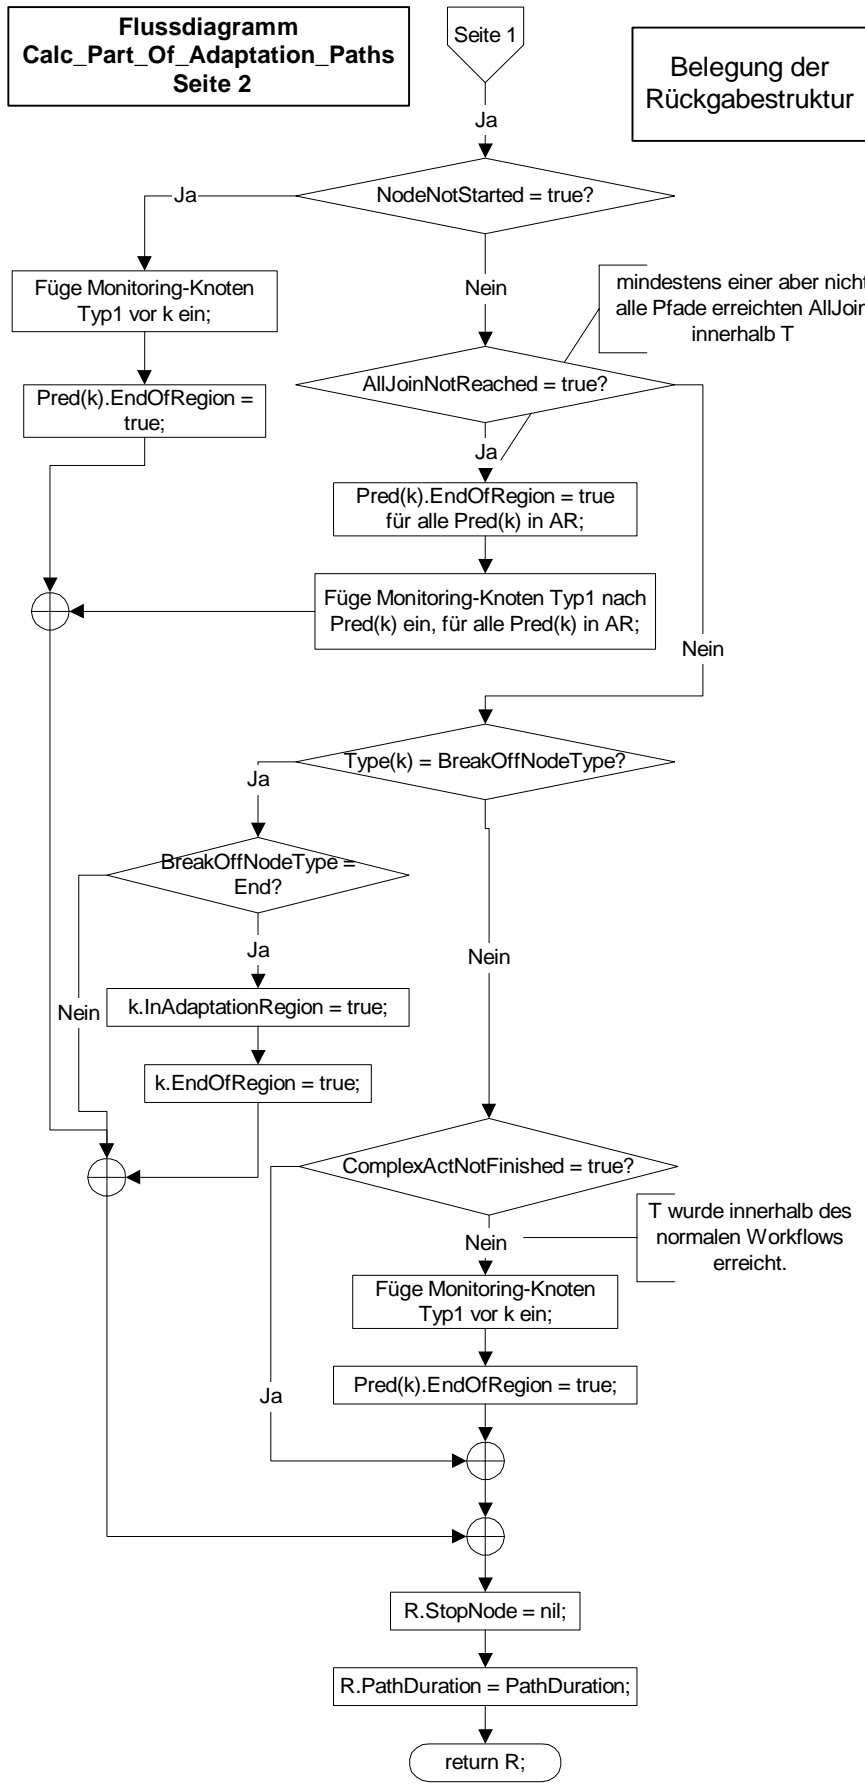 Flussdiagramm
Calc_Part_Of_Adaptation_Paths
Seite 2
Seite 1
Belegung der
Rückgabestruktur
Ja
NodeNotStarted = true?
Ja
Nein
Füge Monitoring-Knoten
Typ1 vor k ein;
mindestens einer aber nicht
alle Pfade erreichten AllJoin
innerhalb T
Pred(k).EndOfRegion =
true;
AllJoinNotReached = true?
Ja
Pred(k).EndOfRegion = true
für alle Pred(k) in AR;
Füge Monitoring-Knoten Typ1 nach
Pred(k) ein, für alle Pred(k) in AR;
Nein
Type(k) = BreakOffNodeType?
Ja
BreakOffNodeType =
End?
Ja
Nein
Nein
k.InAdaptationRegion = true;
k.EndOfRegion = true;
ComplexActNotFinished = true?
T wurde innerhalb des
normalen Workflows
erreicht.
Nein
Füge Monitoring-Knoten
Typ1 vor k ein;
Pred(k).EndOfRegion = true;
Ja
R.StopNode = nil;
R.PathDuration = PathDuration;
return R;